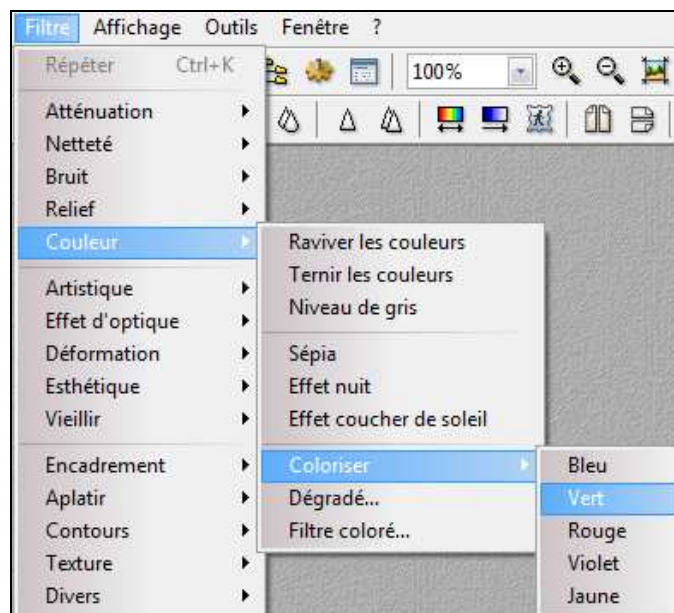 Filtre Affichage Outils Fenêtre ?
Répéter Ctrl+K
100%
Atténuation
Netteté
Bruit
Relief
Couleur
Artistique
Effet d'optique
Déformation
Esthétique
Vieillir
Encadrement
Aplatir
Contours
Texture
Divers
Raviver les couleurs
Ternir les couleurs
Niveau de gris
Sépia
Effet nuit
Effet coucher de soleil
Coloriser
Dégradé...
Filtre coloré...
Bleu
Vert
Rouge
Violet
Jaune